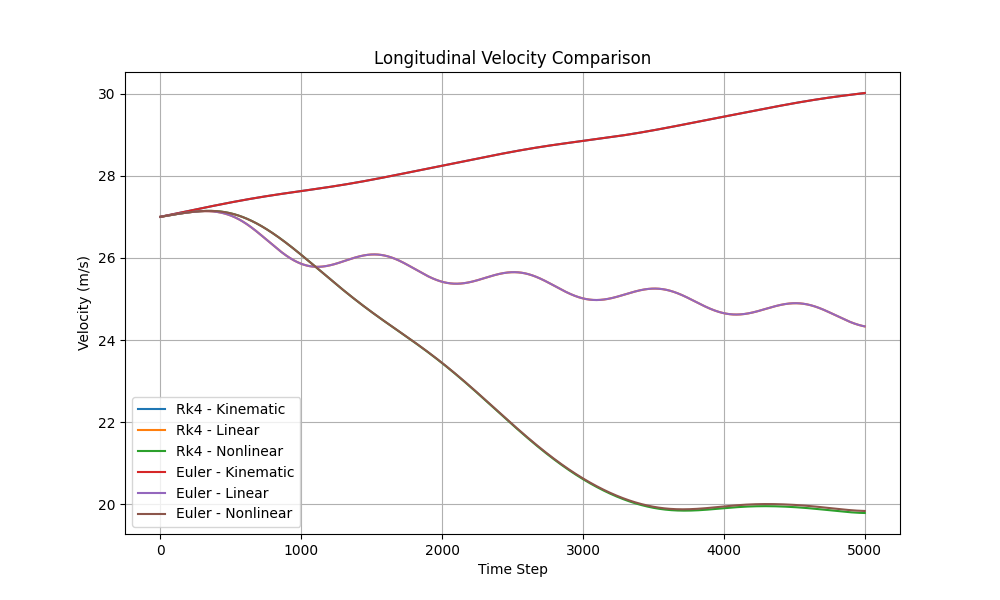 Longitudinal Velocity Comparison
Velocity (m/s)
30
28
26
24
22
20
Rk4 - Kinematic
Rk4 - Linear
Rk4 - Nonlinear
Euler - Kinematic
Euler - Linear
Euler - Nonlinear
0 1000 2000 3000 4000 5000
Time Step